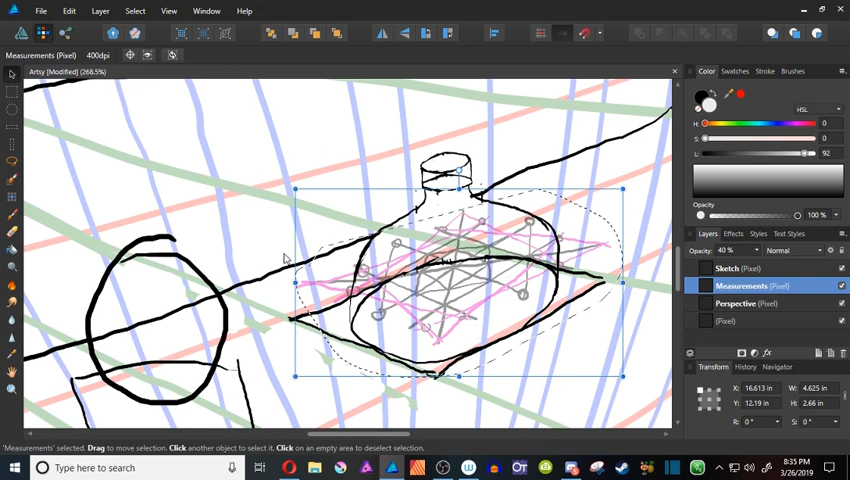 File Edit Layer Select View Window Help
Measurements (Pixel) 400dpi
Artsy [Modified] (268.5%)
Color Swatches Stroke Brushes
HSL
H: 0
S: 0
L: 92
Opacity
100 %
Layers Effects Styles Text Styles
Opacity: 40 % Normal
Sketch (Pixel)
Measurements (Pixel)
Perspective (Pixel)
(Pixel)
Transform History Navigator
X: 16.613 in W: 4.625 in
Y: 12.19 in H: 2.66 in
R: 0 ° S: 0 °
'Measurements' selected. Drag to move selection. Click another object to select it. Click on an empty area to deselect selection.
Type here to search
8:35 PM
3/26/2019